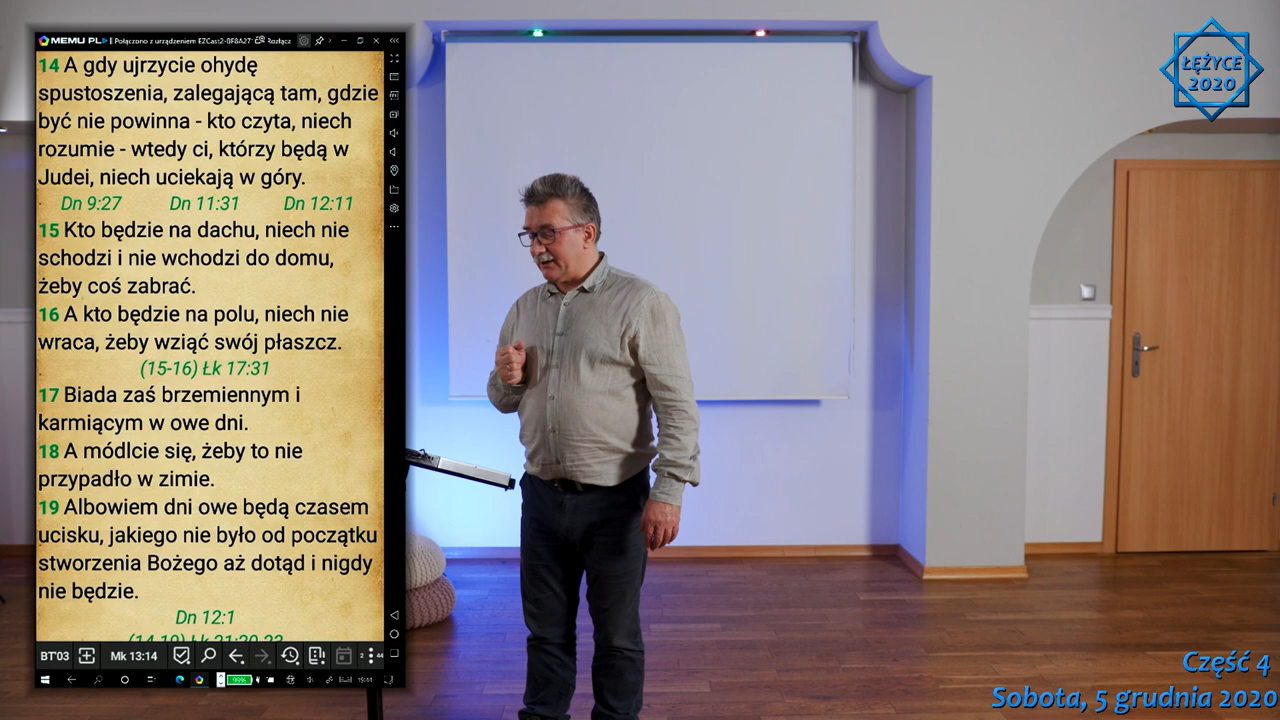 MEMU PL
Połączono z urządzeniem EZCast2-BF8A27
Rozłącz
14 A gdy ujrzycie ohydę
spustoszenia, zalegającą tam, gdzie
być nie powinna - kto czyta, niech
rozumie - wtedy ci, którzy będą w
Judei, niech uciekają w góry.
Dn 9:27 Dn 11:31 Dn 12:11
15 Kto będzie na dachu, niech nie
schodzi i nie wchodzi do domu,
żeby coś zabrać.
16 A kto będzie na polu, niech nie
wraca, żeby wziąć swój płaszcz.
(15-16) Łk 17:31
17 Biada zaś brzemiennym i
karmiącym w owe dni.
18 A módlcie się, żeby to nie
przypadło w zimie.
19 Albowiem dni owe będą czasem
ucisku, jakiego nie było od początku
stworzenia Bożego aż dotąd i nigdy
nie będzie.
Dn 12:1
BT'03 Mk 13:14
99% 19:44
ŁĘŻYCE
2020
Część 4
Sobota, 5 grudnia 2020